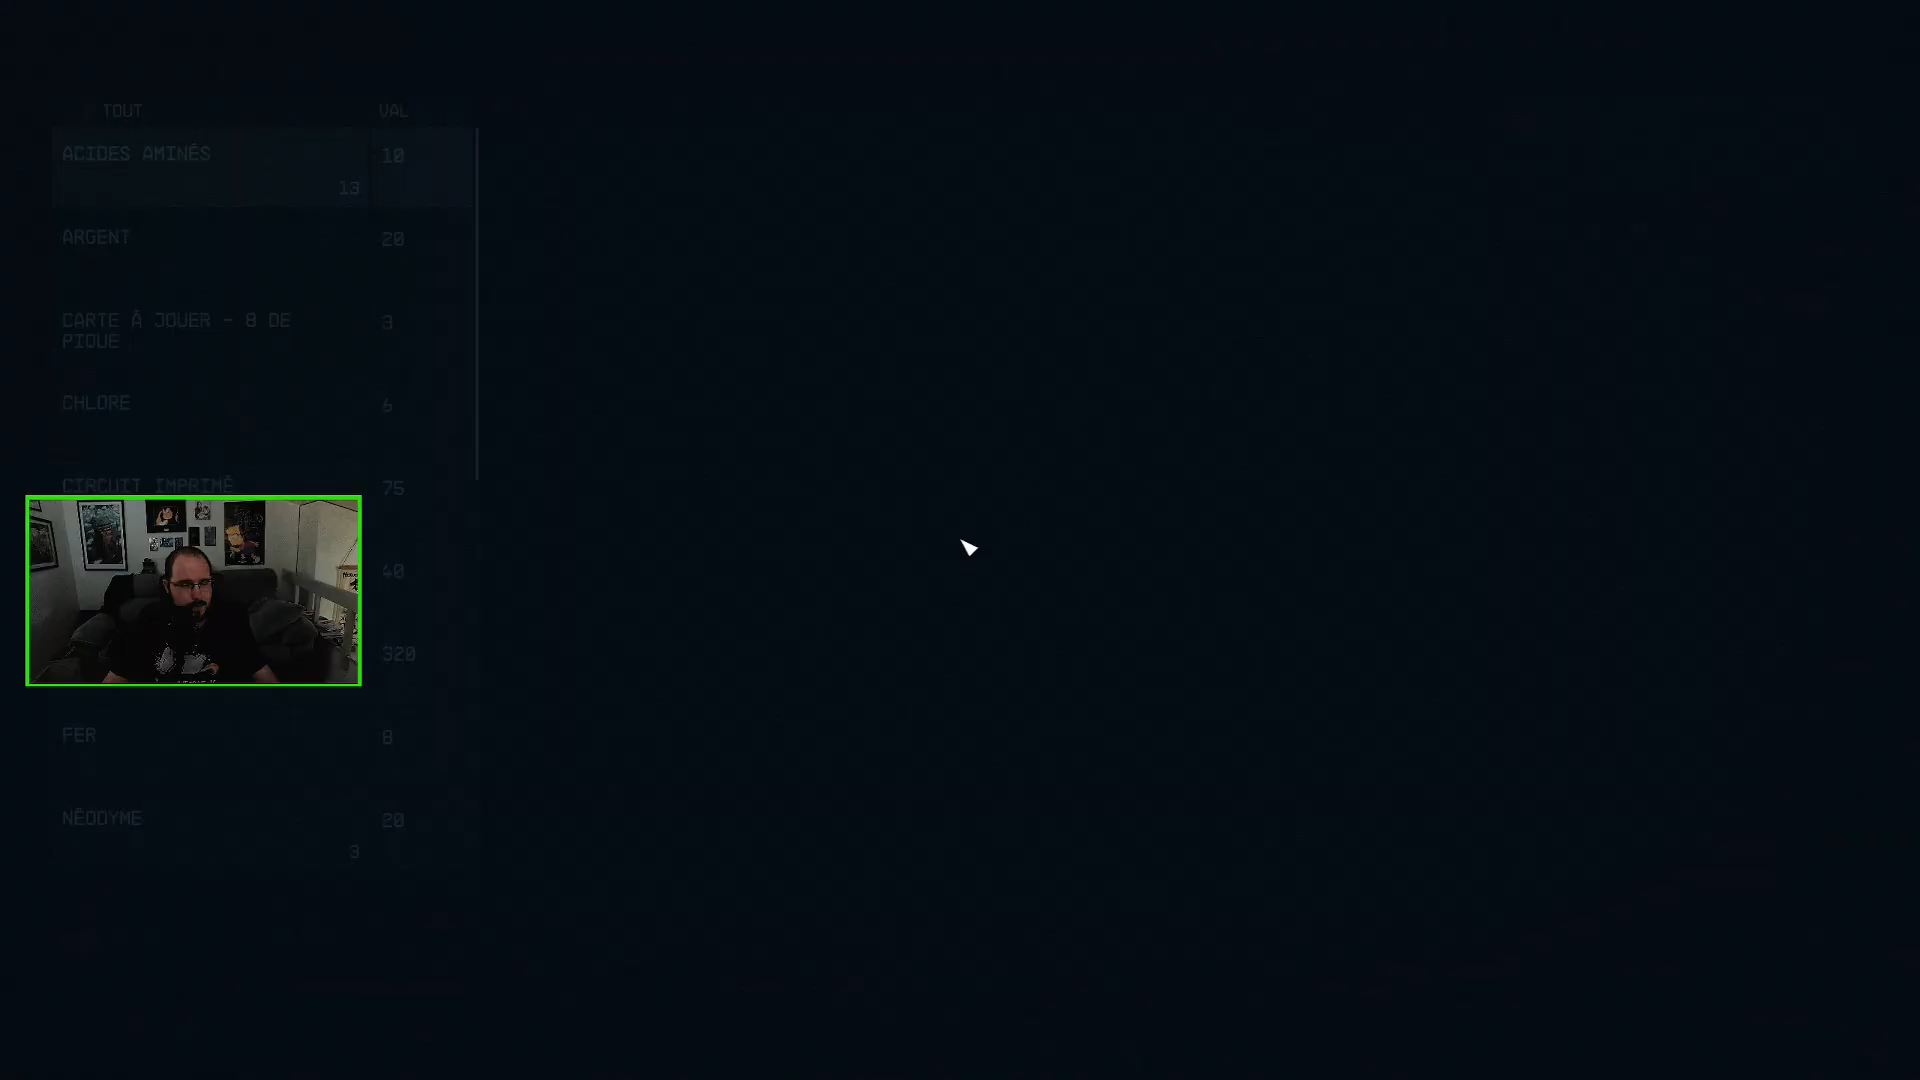 TOUT VAL
ACIDES AMINÉS 10
13
ARGENT 20
CARTE À JOUER - 8 DE 3
PIQUE
CHLORE 6
CIRCUIT IMPRIMÉ 75
40
320
FER 8
NÉODYME 20
3